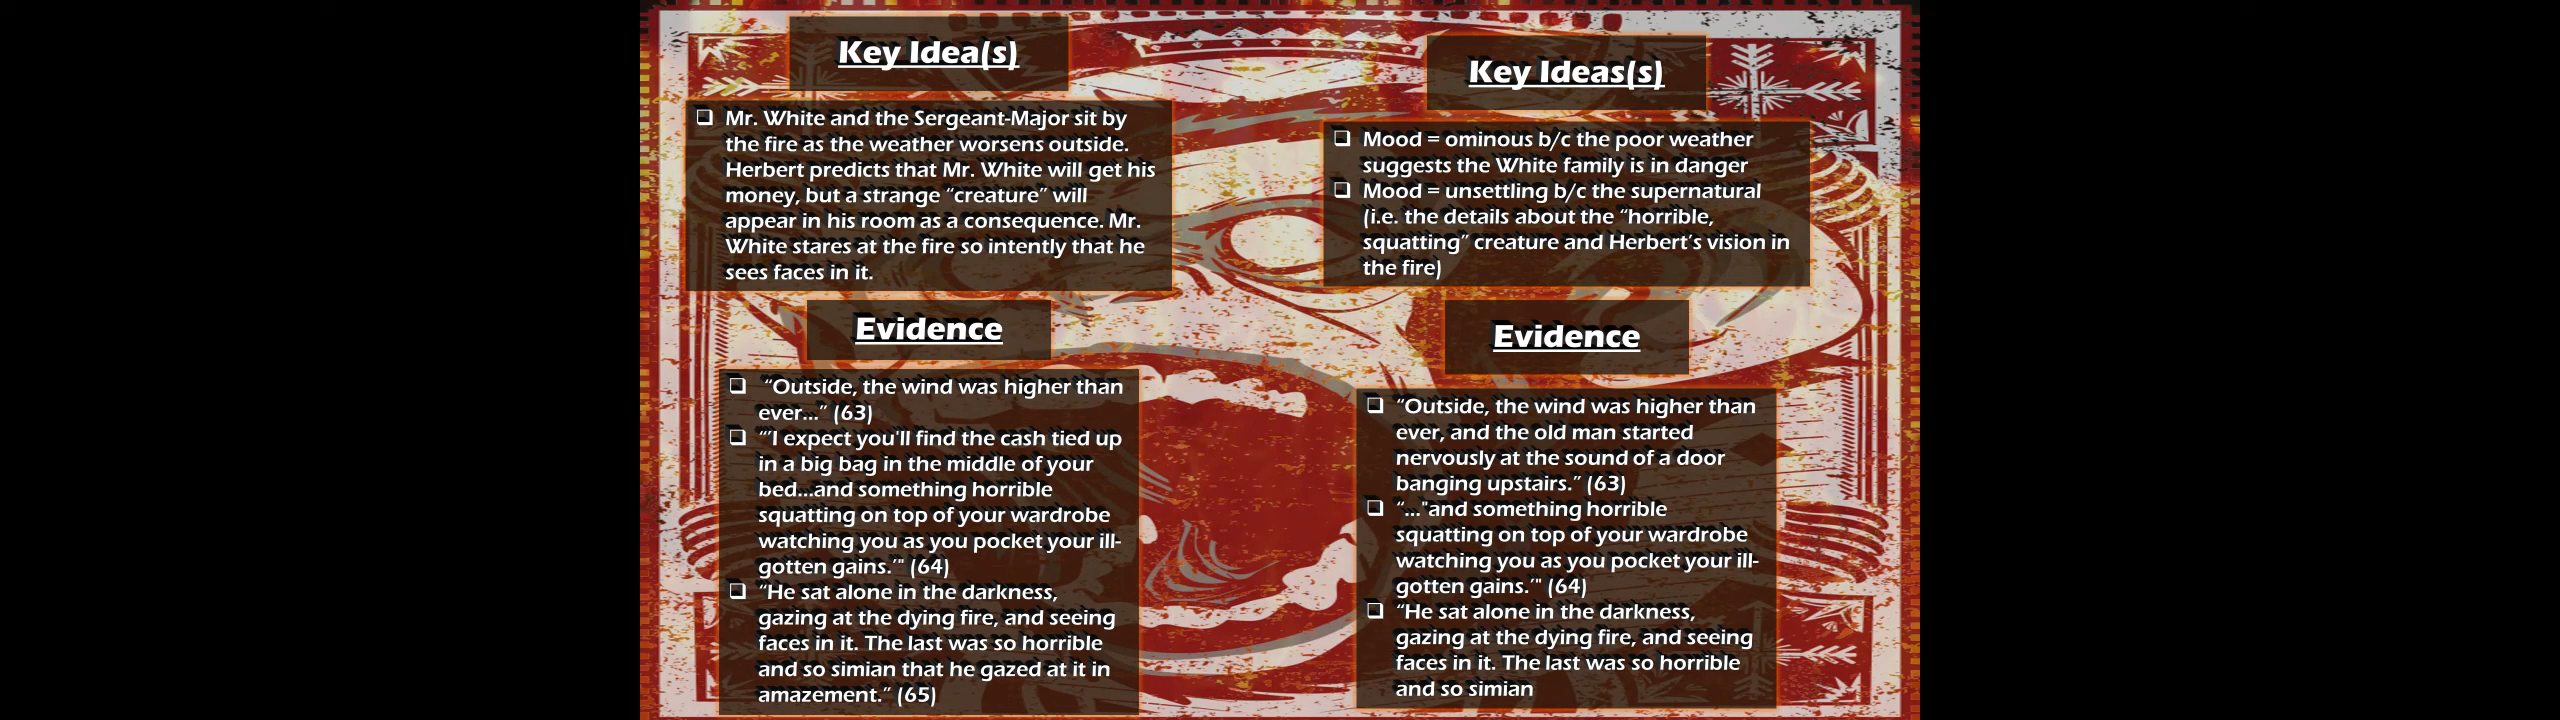 Key Idea(s)
❑ Mr. White and the Sergeant-Major sit by
the fire as the weather worsens outside.
Herbert predicts that Mr. White will get his
money, but a strange “creature” will
appear in his room as a consequence. Mr.
White stares at the fire so intently that he
sees faces in it.
Evidence
❑ “Outside, the wind was higher than
ever...” (63)
❑ “’I expect you'll find the cash tied up
in a big bag in the middle of your
bed...and something horrible
squatting on top of your wardrobe
watching you as you pocket your ill-
gotten gains.’" (64)
❑ “He sat alone in the darkness,
gazing at the dying fire, and seeing
faces in it. The last was so horrible
and so simian that he gazed at it in
amazement.” (65)
Key Ideas(s)
❑ Mood = ominous b/c the poor weather
suggests the White family is in danger
❑ Mood = unsettling b/c the supernatural
(i.e. the details about the “horrible,
squatting” creature and Herbert’s vision in
the fire)
Evidence
❑ “Outside, the wind was higher than
ever, and the old man started
nervously at the sound of a door
banging upstairs.” (63)
❑ “..."and something horrible
squatting on top of your wardrobe
watching you as you pocket your ill-
gotten gains.’" (64)
❑ “He sat alone in the darkness,
gazing at the dying fire, and seeing
faces in it. The last was so horrible
and so simian